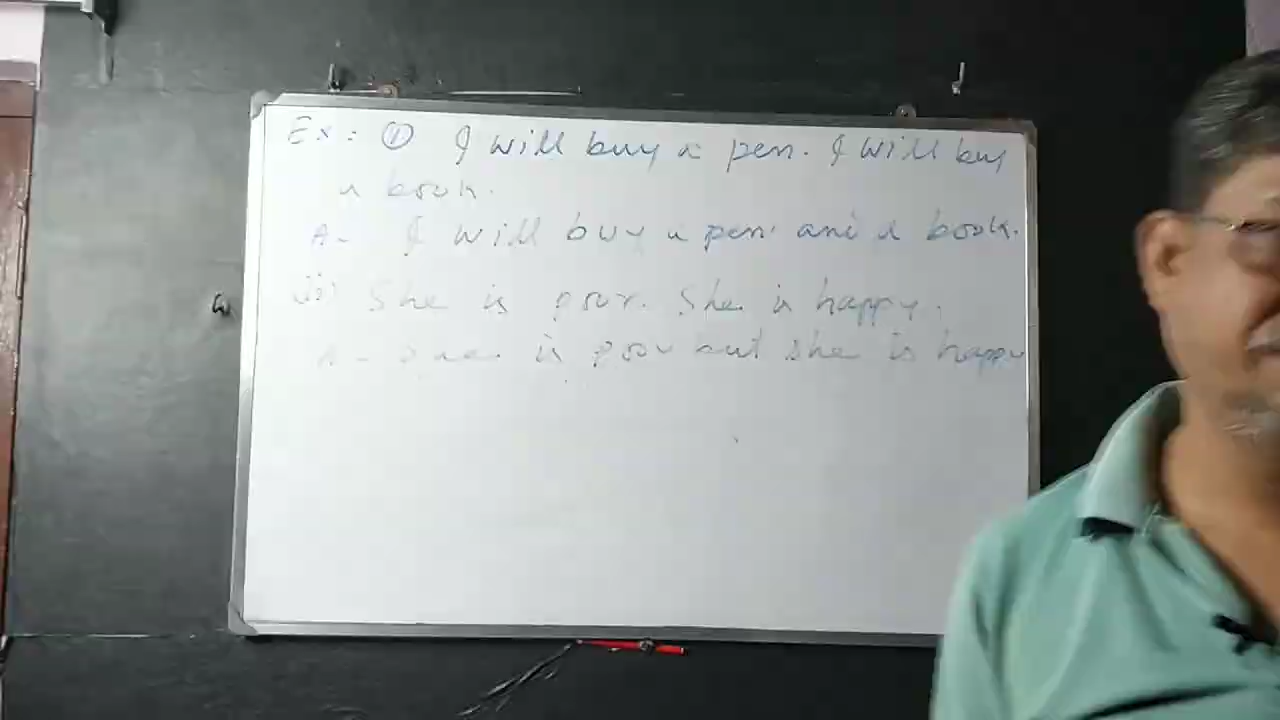 Ex: ① I will buy a pen. I will buy
a book.
A- I will buy a pen and a book.
ii) She is poor. She is happy.
A- She is poor but she is happy